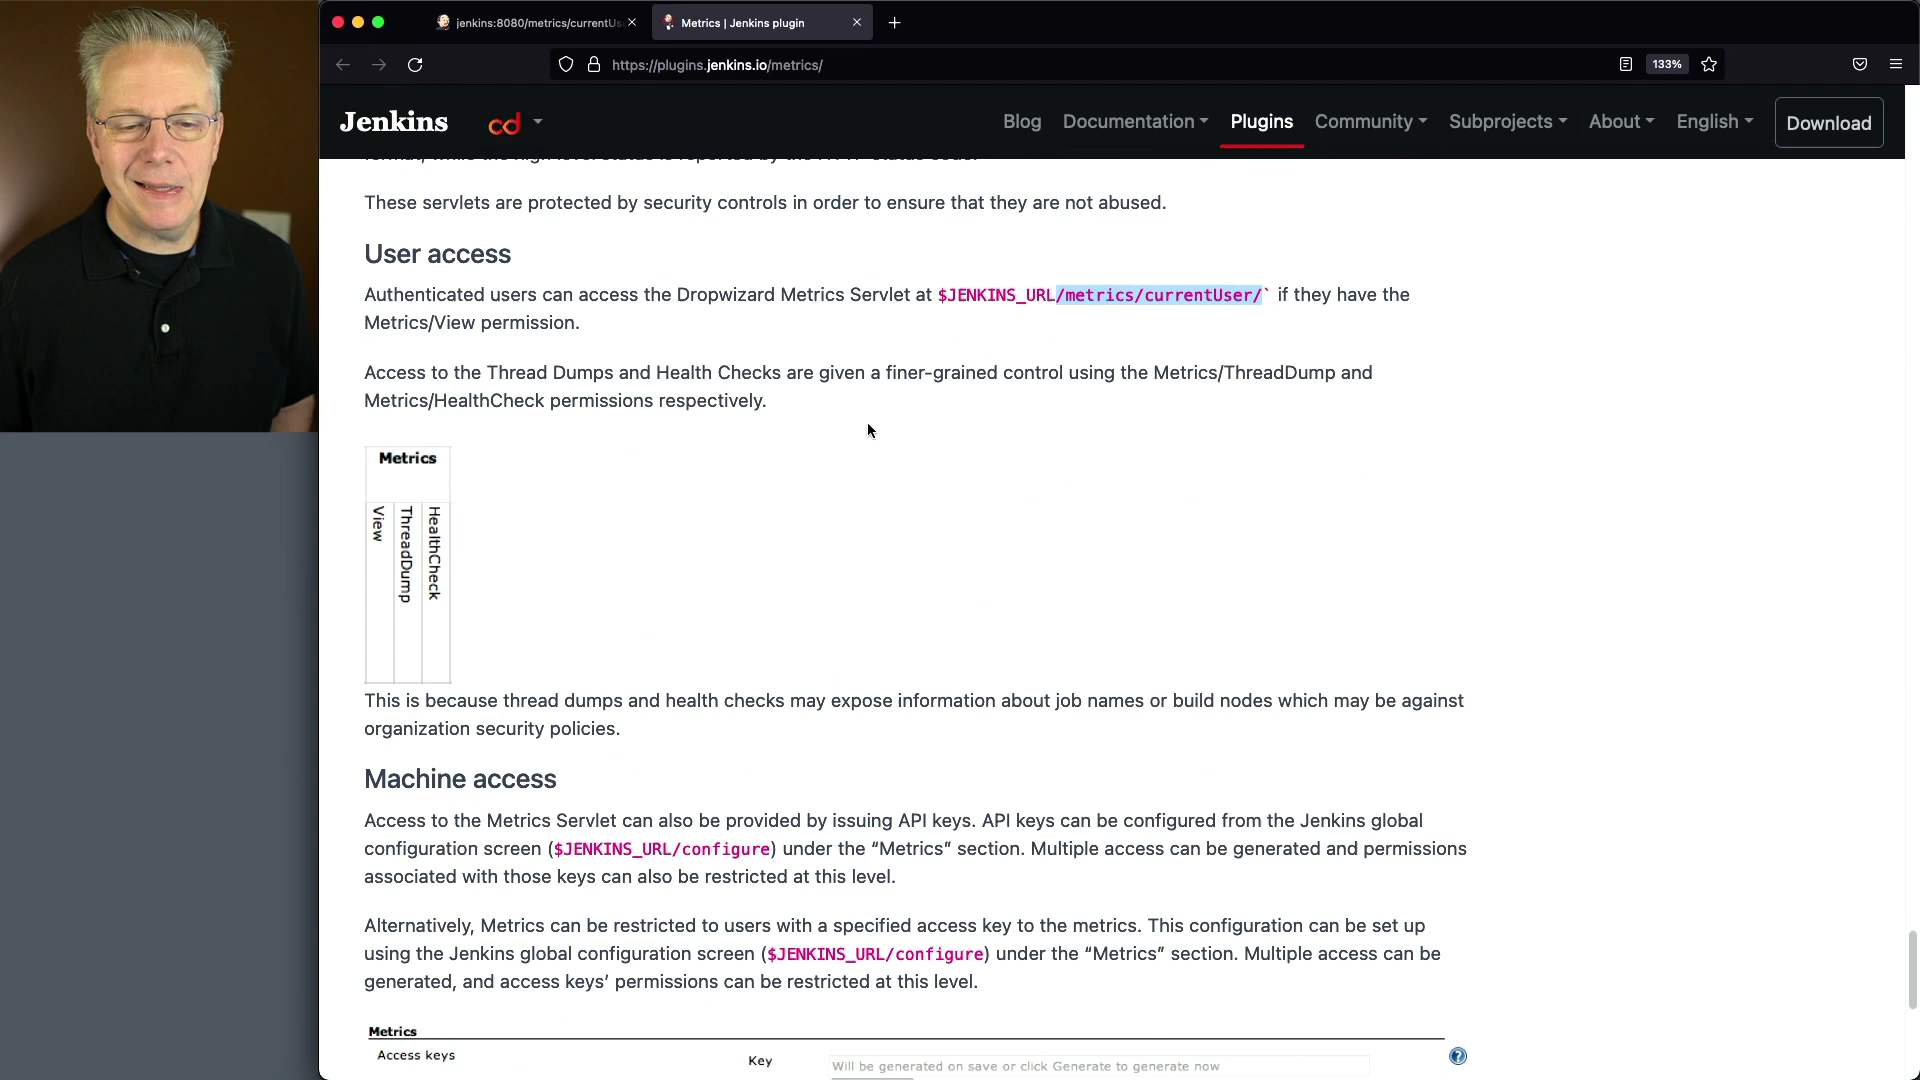 jenkins:8080/metrics/currentUs
Metrics | Jenkins plugin
https://plugins.jenkins.io/metrics/
133%
Jenkins
cd
Blog
Documentation
Plugins
Community
Subprojects
About
English
Download
These servlets are protected by security controls in order to ensure that they are not abused.
User access
Authenticated users can access the Dropwizard Metrics Servlet at $JENKINS_URL/metrics/currentUser/` if they have the
Metrics/View permission.
Access to the Thread Dumps and Health Checks are given a finer-grained control using the Metrics/ThreadDump and
Metrics/HealthCheck permissions respectively.
Metrics
View
ThreadDump
HealthCheck
This is because thread dumps and health checks may expose information about job names or build nodes which may be against
organization security policies.
Machine access
Access to the Metrics Servlet can also be provided by issuing API keys. API keys can be configured from the Jenkins global
configuration screen ($JENKINS_URL/configure) under the “Metrics” section. Multiple access can be generated and permissions
associated with those keys can also be restricted at this level.
Alternatively, Metrics can be restricted to users with a specified access key to the metrics. This configuration can be set up
using the Jenkins global configuration screen ($JENKINS_URL/configure) under the “Metrics” section. Multiple access can be
generated, and access keys’ permissions can be restricted at this level.
Metrics
Access keys
Key
Will be generated on save or click Generate to generate now